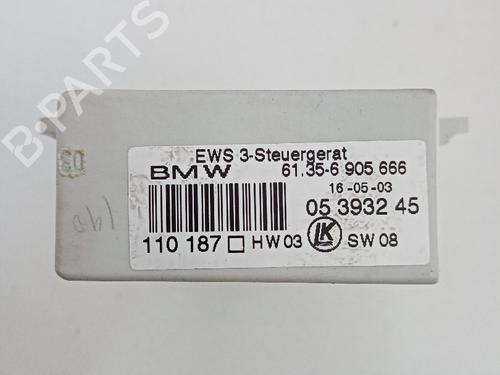 B-PARTS
EWS 3-Steuergerat
BMW 61.35-6 905 666
16-05-03
05 3932 45
110 187 HW 03 LK SW 08
03